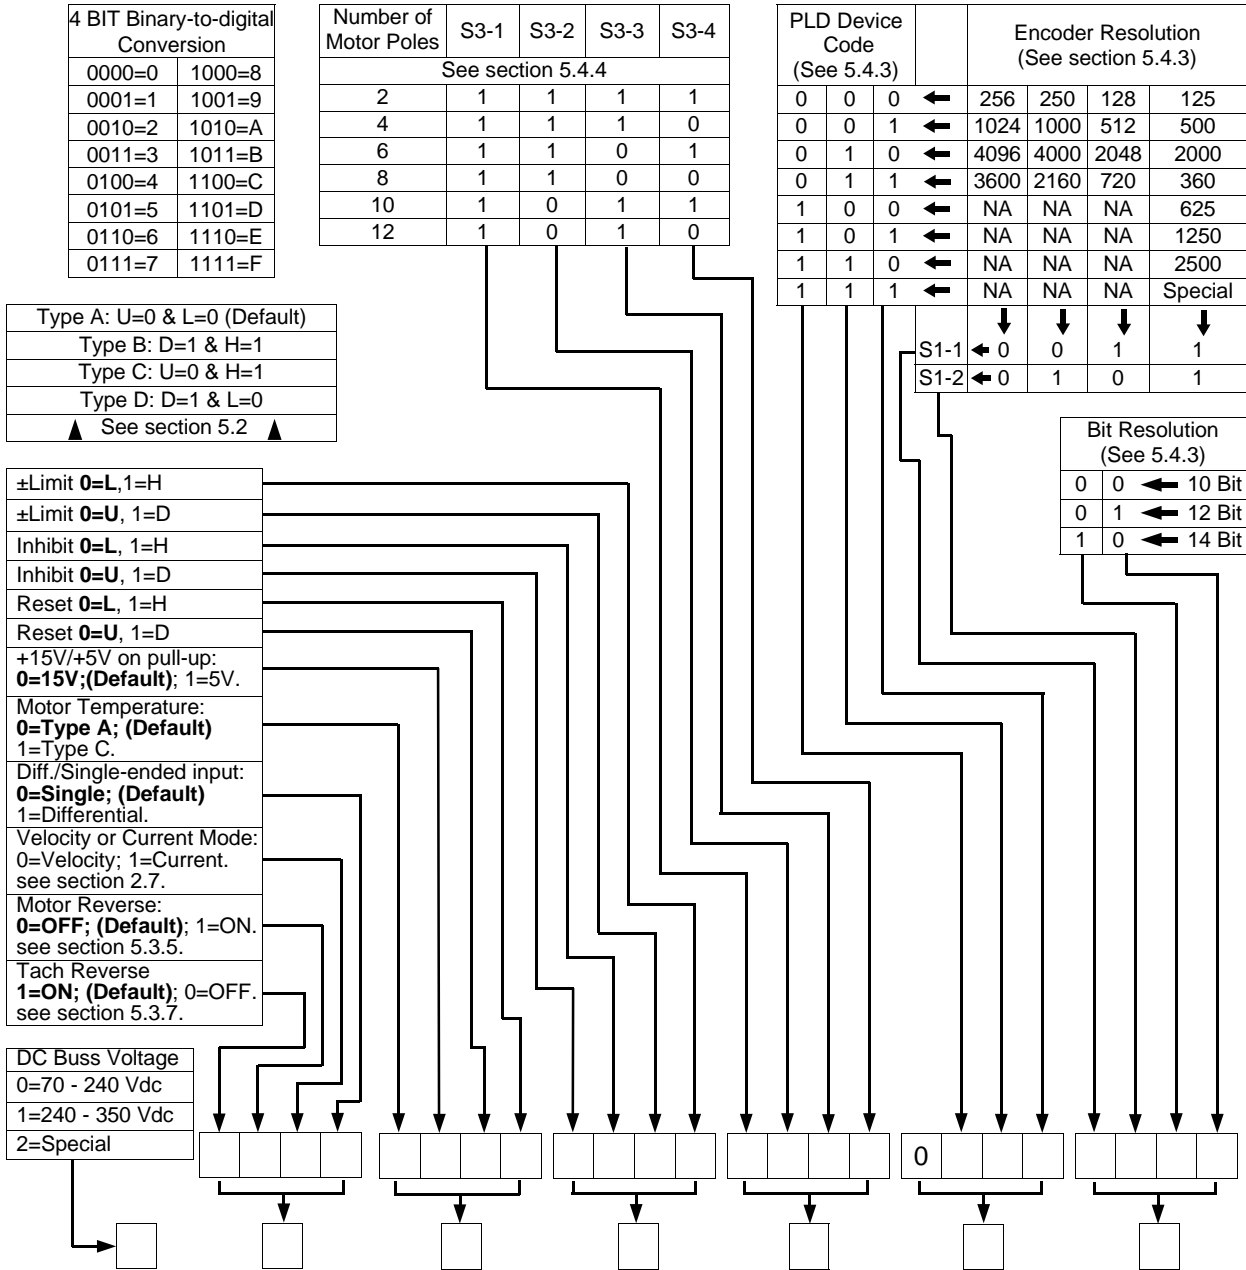 4 BIT Binary-to-digital
Conversion
0000=0 1000=8
0001=1 1001=9
0010=2 1010=A
0011=3 1011=B
0100=4 1100=C
0101=5 1101=D
0110=6 1110=E
0111=7 1111=F
Number of
Motor Poles S3-1 S3-2 S3-3 S3-4
See section 5.4.4
2 1 1 1 1
4 1 1 1 0
6 1 1 0 1
8 1 1 0 0
10 1 0 1 1
12 1 0 1 0
PLD Device
Code
(See 5.4.3)
Encoder Resolution
(See section 5.4.3)
0 0 0 256 250 128 125
0 0 1 1024 1000 512 500
0 1 0 4096 4000 2048 2000
0 1 1 3600 2160 720 360
1 0 0 NA NA NA 625
1 0 1 NA NA NA 1250
1 1 0 NA NA NA 2500
1 1 1 NA NA NA Special
S1-1 0 0 1 1
S1-2 0 1 0 1
Type A: U=0 & L=0 (Default)
Type B: D=1 & H=1
Type C: U=0 & H=1
Type D: D=1 & L=0
See section 5.2
Bit Resolution
(See 5.4.3)
0 0 10 Bit
0 1 12 Bit
1 0 14 Bit
±Limit 0=L,1=H
±Limit 0=U, 1=D
Inhibit 0=L, 1=H
Inhibit 0=U, 1=D
Reset 0=L, 1=H
Reset 0=U, 1=D
+15V/+5V on pull-up:
0=15V;(Default); 1=5V.
Motor Temperature:
0=Type A; (Default)
1=Type C.
Diff./Single-ended input:
0=Single; (Default)
1=Differential.
Velocity or Current Mode:
0=Velocity; 1=Current.
see section 2.7.
Motor Reverse:
0=OFF; (Default); 1=ON.
see section 5.3.5.
Tach Reverse
1=ON; (Default); 0=OFF.
see section 5.3.7.
DC Buss Voltage
0=70 - 240 Vdc
1=240 - 350 Vdc
2=Special
0